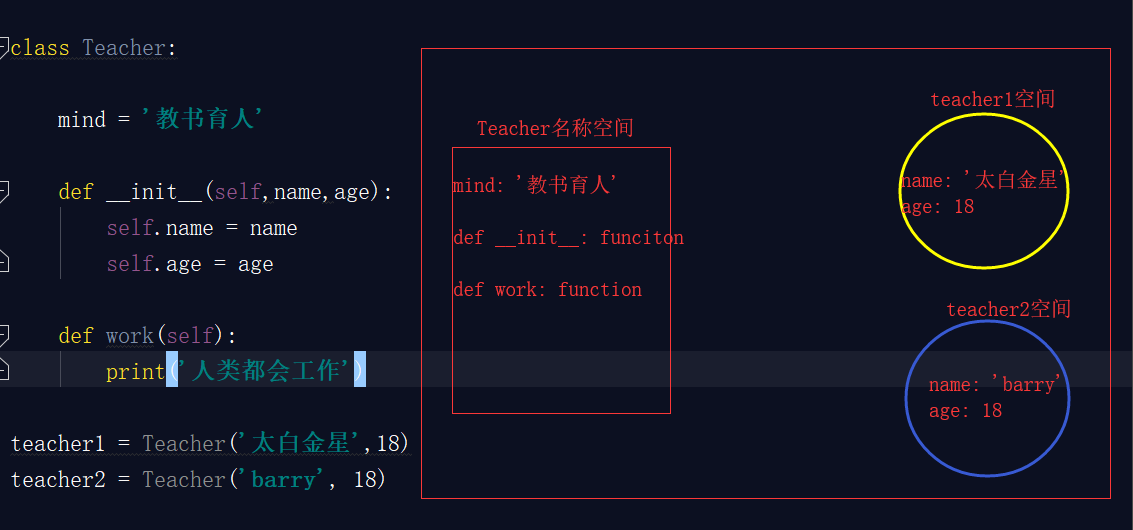 class Teacher:
mind = '教书育人'
def __init__(self,name,age):
self.name = name
self.age = age
def work(self):
print('人类都会工作')
teacher1 = Teacher('太白金星',18)
teacher2 = Teacher('barry', 18)
Teacher名称空间
mind: '教书育人'
def __init__: funciton
def work: function
teacher1空间
name: '太白金星'
age: 18
teacher2空间
name: 'barry'
age: 18